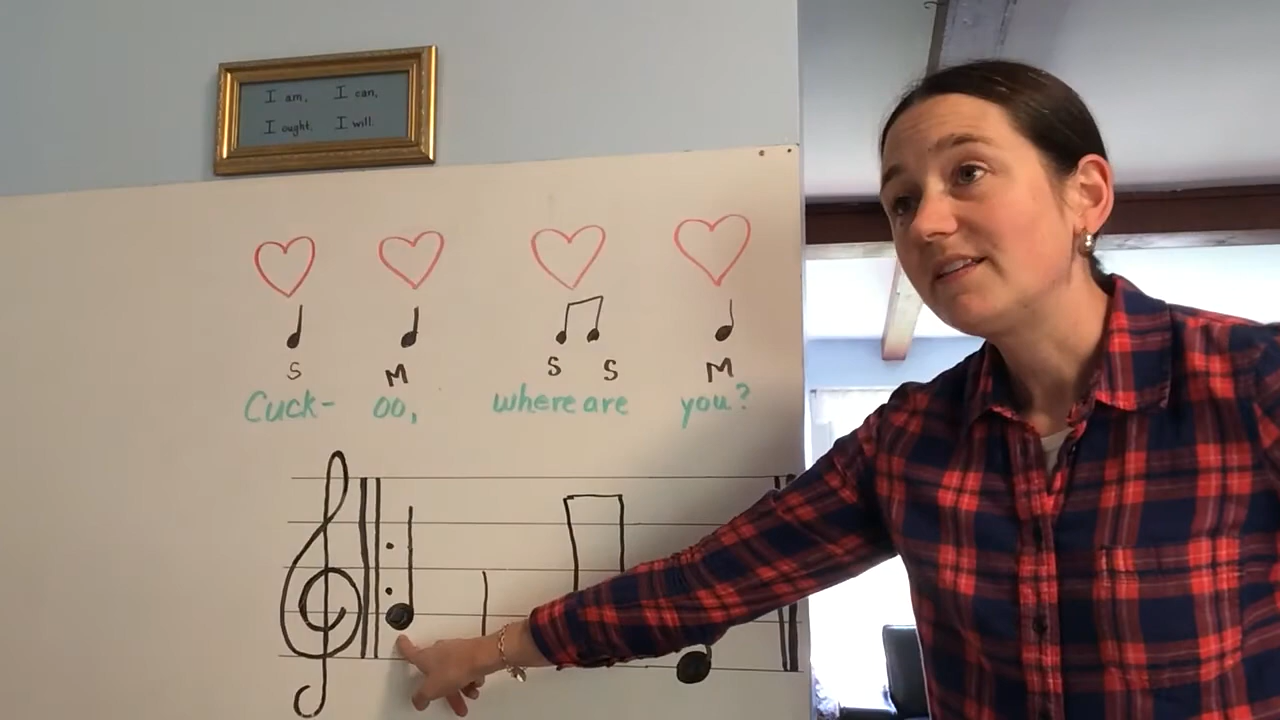 I am, I can,
I ought, I will.
S M S S M
Cuck- oo, where are you?